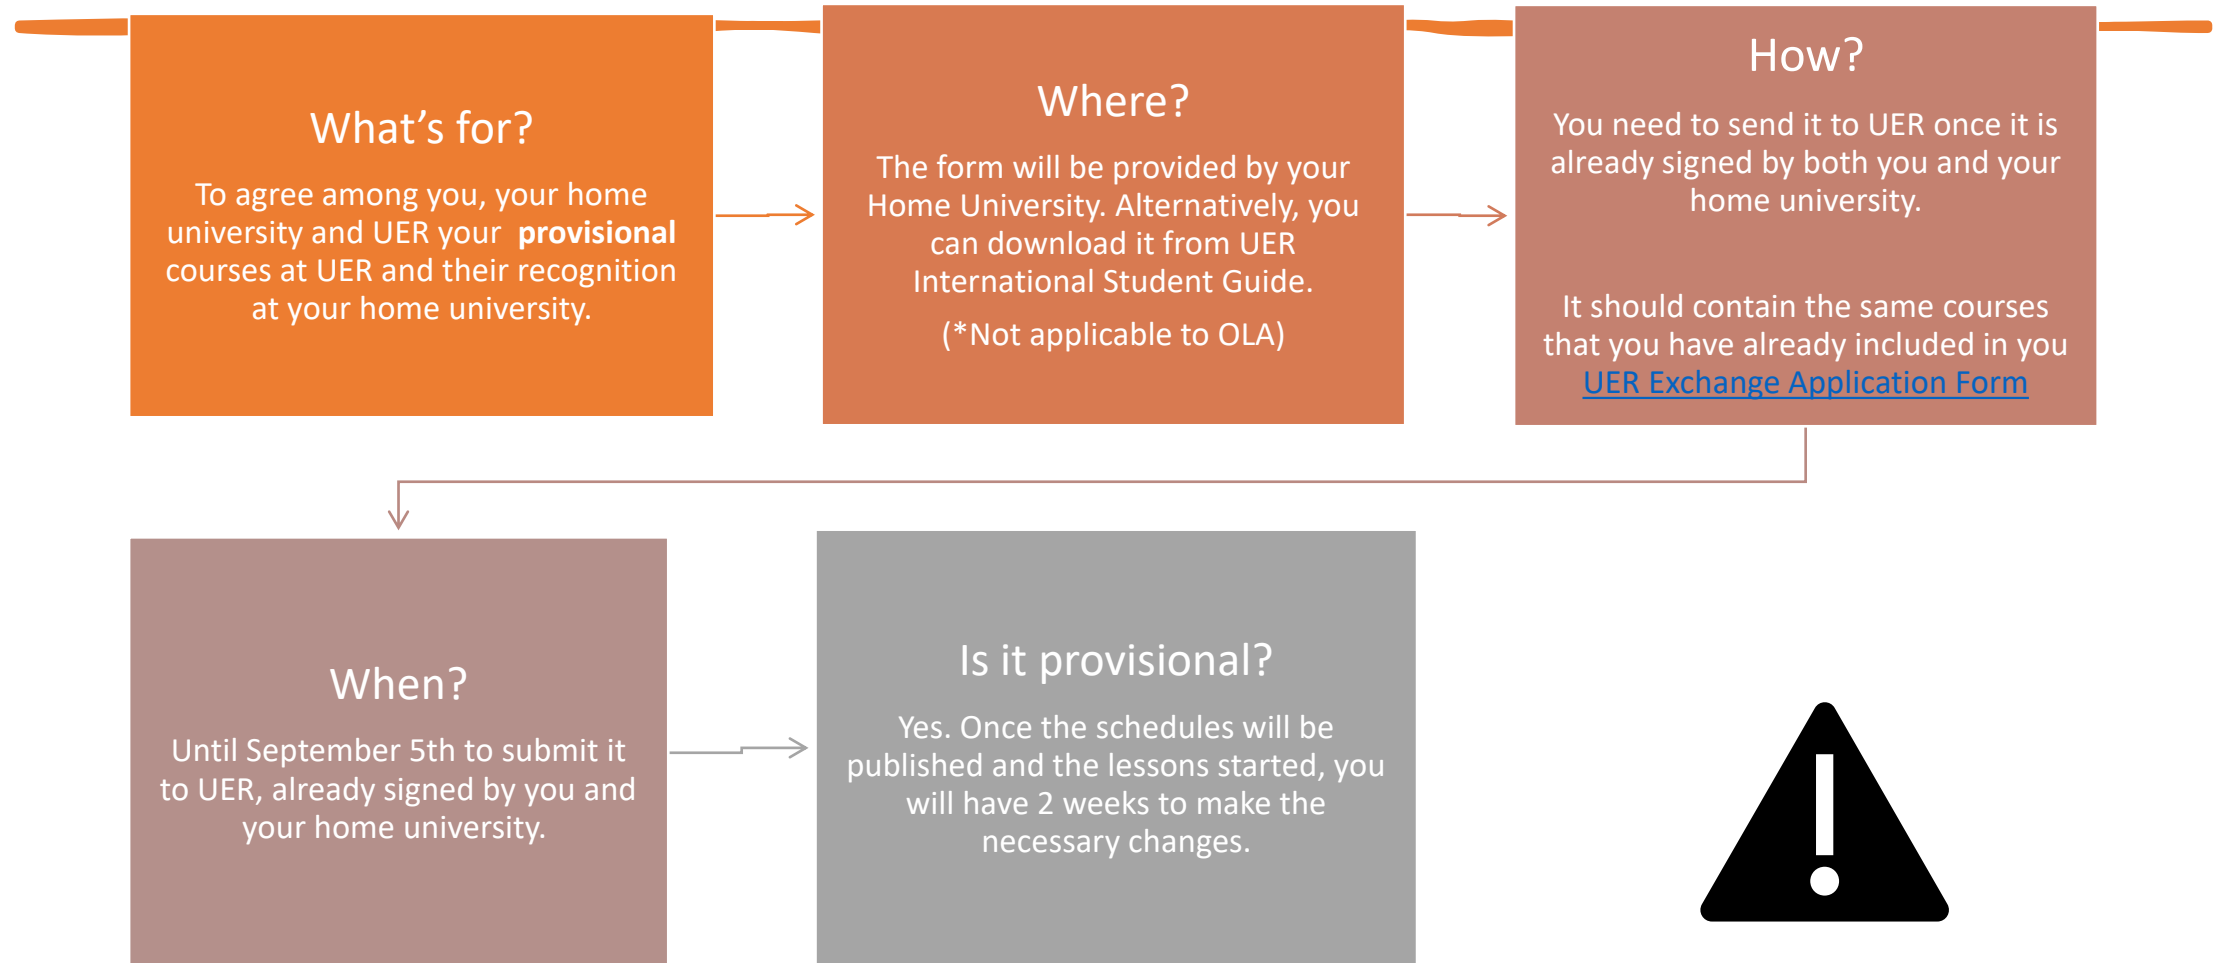 What’s for?
To agree among you, your home
university and UER your provisional
courses at UER and their recognition
at your home university.
Where?
The form will be provided by your
Home University. Alternatively, you
can download it from UER
International Student Guide.
(*Not applicable to OLA)
How?
You need to send it to UER once it is
already signed by both you and your
home university.
It should contain the same courses
that you have already included in you
UER Exchange Application Form
When?
Until September 5th to submit it
to UER, already signed by you and
your home university.
Is it provisional?
Yes. Once the schedules will be
published and the lessons started, you
will have 2 weeks to make the
necessary changes.